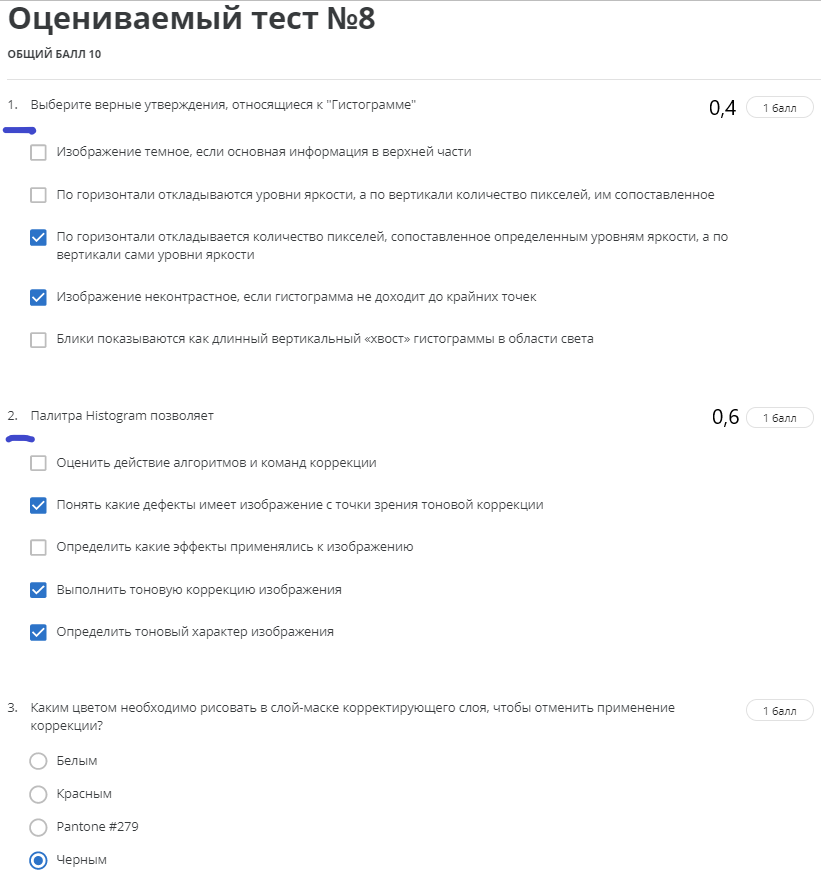 Оцениваемый тест №8
ОБЩИЙ БАЛЛ 10
1. Выберите верные утверждения, относящиеся к "Гистограмме" 0,4 1 балл
Изображение темное, если основная информация в верхней части
По горизонтали откладываются уровни яркости, а по вертикали количество пикселей, им сопоставленное
По горизонтали откладывается количество пикселей, сопоставленное определенным уровням яркости, а по
вертикали сами уровни яркости
Изображение неконтрастное, если гистограмма не доходит до крайних точек
Блики показываются как длинный вертикальный «хвост» гистограммы в области света
2. Палитра Histogram позволяет 0,6 1 балл
Оценить действие алгоритмов и команд коррекции
Понять какие дефекты имеет изображение с точки зрения тоновой коррекции
Определить какие эффекты применялись к изображению
Выполнить тоновую коррекцию изображения
Определить тоновый характер изображения
3. Каким цветом необходимо рисовать в слой-маске корректирующего слоя, чтобы отменить применение 1 балл
коррекции?
Белым
Красным
Pantone #279
Черным